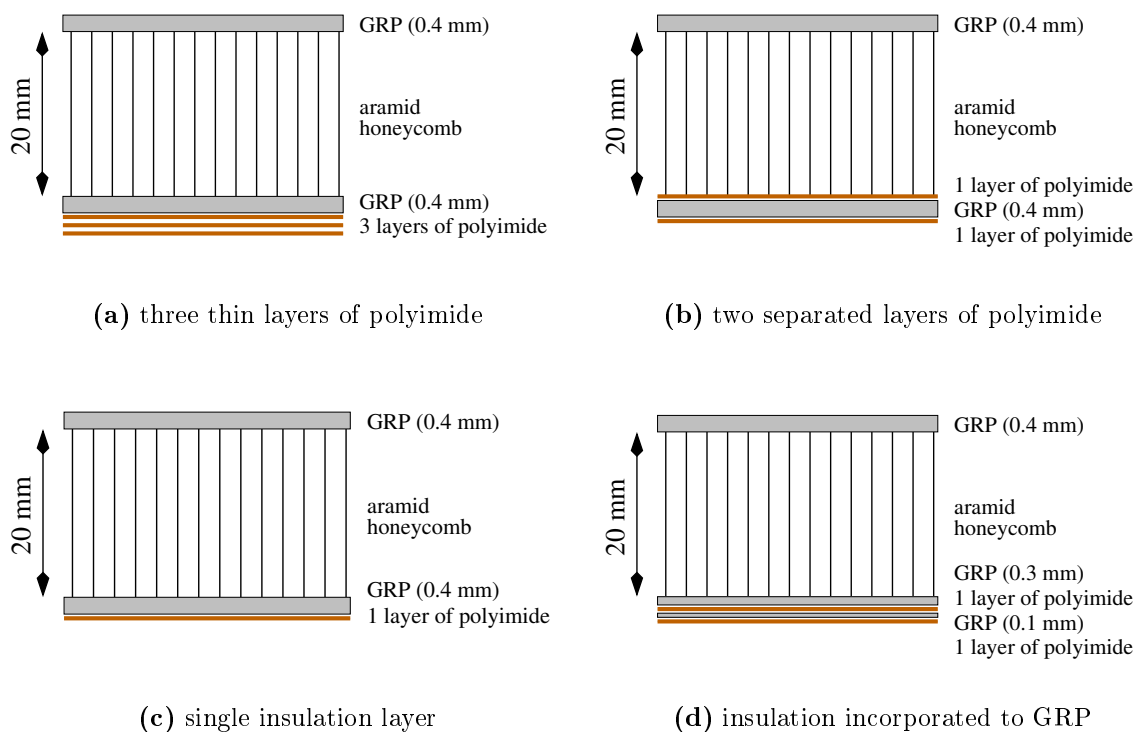 GRP (0.4 mm)
20 mm
aramid
honeycomb
GRP (0.4 mm)
3 layers of polyimide
(a) three thin layers of polyimide
GRP (0.4 mm)
20 mm
aramid
honeycomb
1 layer of polyimide
GRP (0.4 mm)
1 layer of polyimide
(b) two separated layers of polyimide
GRP (0.4 mm)
20 mm
aramid
honeycomb
GRP (0.4 mm)
1 layer of polyimide
(c) single insulation layer
GRP (0.4 mm)
20 mm
aramid
honeycomb
GRP (0.3 mm)
1 layer of polyimide
GRP (0.1 mm)
1 layer of polyimide
(d) insulation incorporated to GRP